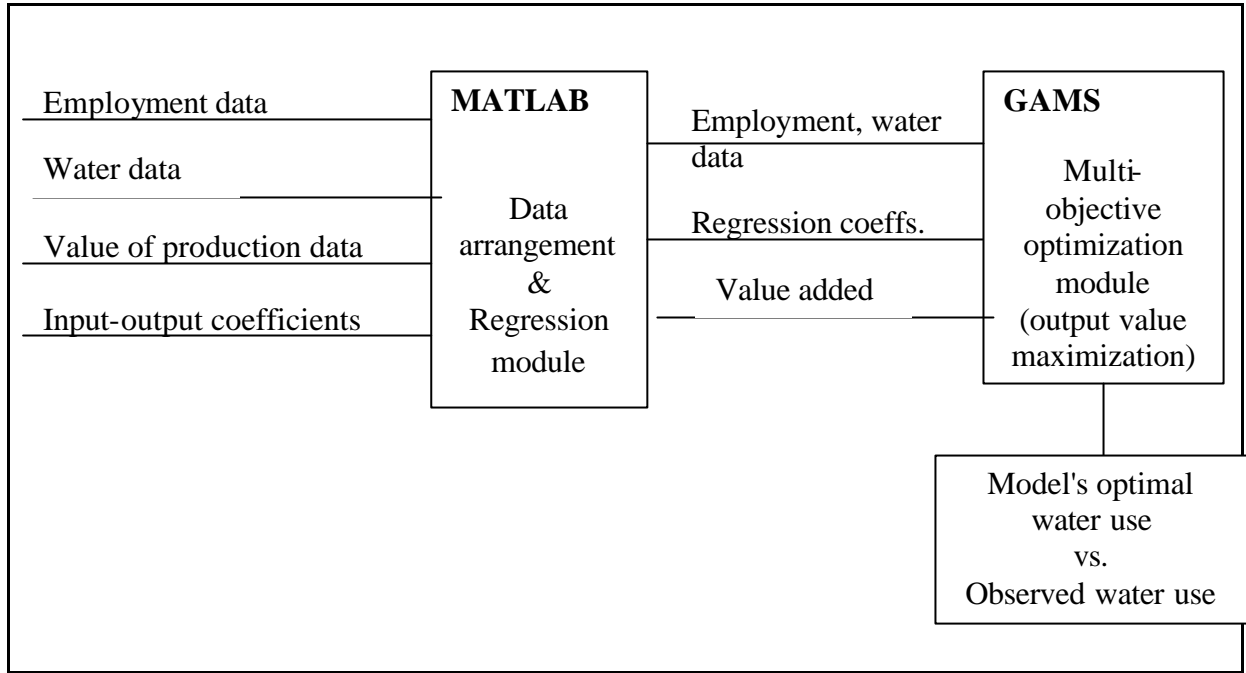 Employment data
Water data
Value of production data
Input-output coefficients
MATLAB
Data
arrangement
&
Regression
module
Employment, water
data
Regression coeffs.
Value added
GAMS
Multi-
objective
optimization
module
(output value
maximization)
Model's optimal
water use
vs.
Observed water use